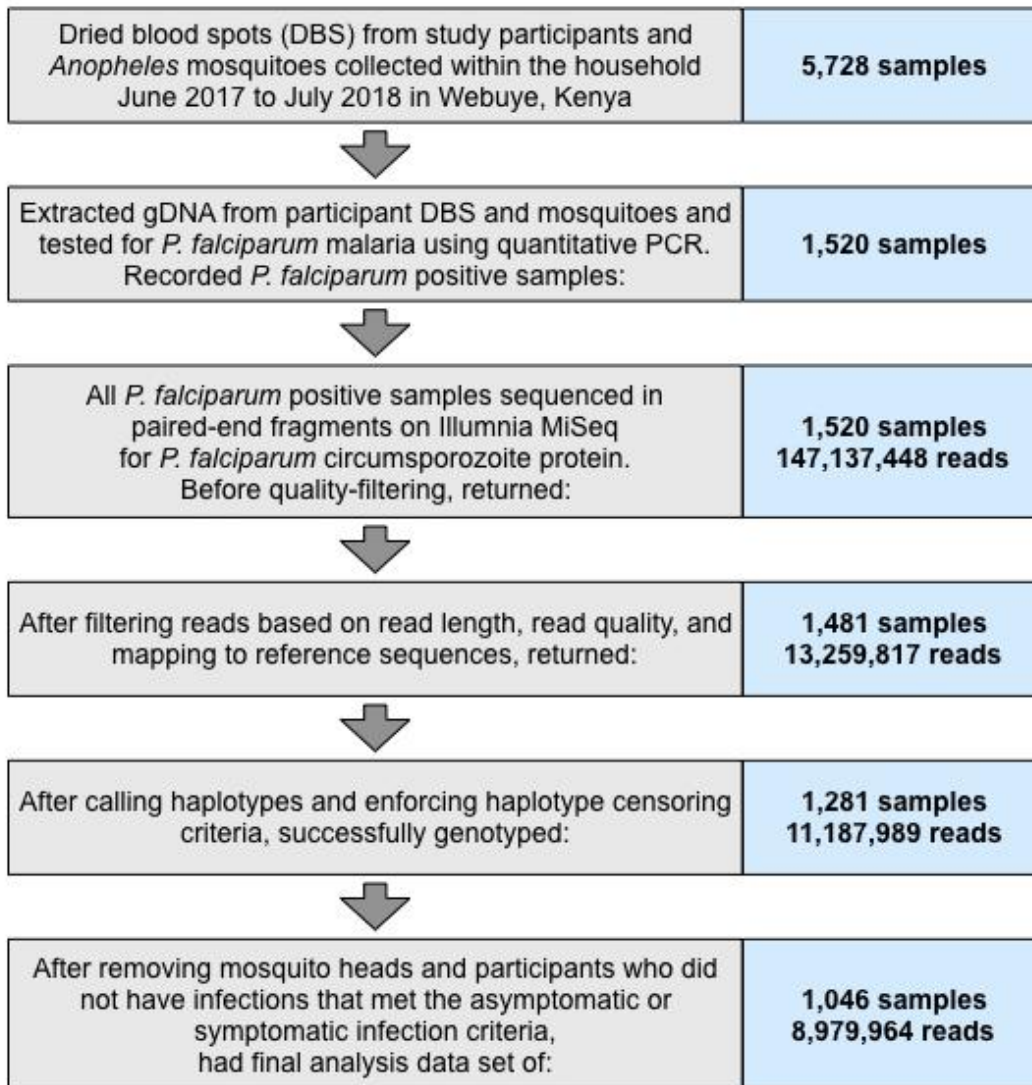 Dried blood spots (DBS) from study participants and
Anopheles mosquitoes collected within the household
June 2017 to July 2018 in Webuye, Kenya
5,728 samples
Extracted gDNA from participant DBS and mosquitoes and
tested for P. falciparum malaria using quantitative PCR.
Recorded P. falciparum positive samples:
1,520 samples
All P. falciparum positive samples sequenced in
paired-end fragments on Illumnia MiSeq
for P. falciparum circumsporozoite protein.
Before quality-filtering, returned:
1,520 samples
147,137,448 reads
After filtering reads based on read length, read quality, and
mapping to reference sequences, returned:
1,481 samples
13,259,817 reads
After calling haplotypes and enforcing haplotype censoring
criteria, successfully genotyped:
1,281 samples
11,187,989 reads
After removing mosquito heads and participants who did
not have infections that met the asymptomatic or
symptomatic infection criteria,
had final analysis data set of:
1,046 samples
8,979,964 reads